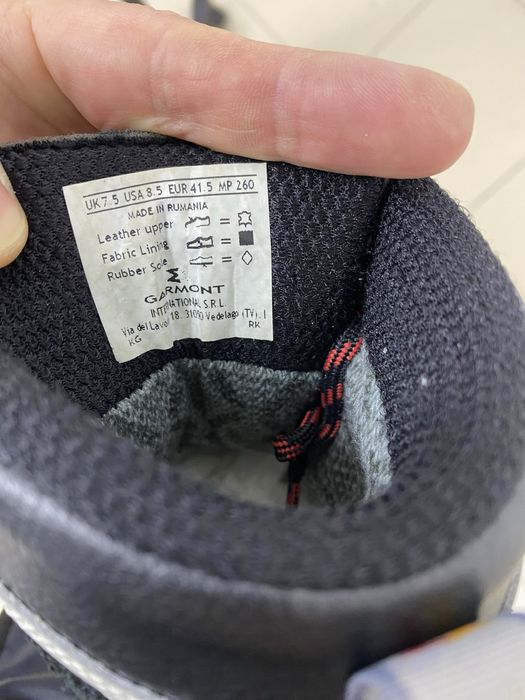 UK 7.5 USA 8.5 EUR 41.5 MP 260
MADE IN RUMANIA
Leather upper =
Fabric Lining =
Rubber Sole =
GARMONT
INTERNATIONAL S.R.L.
Via del Lavoro 18, 31050 Vedelago (TV), I
KG RK